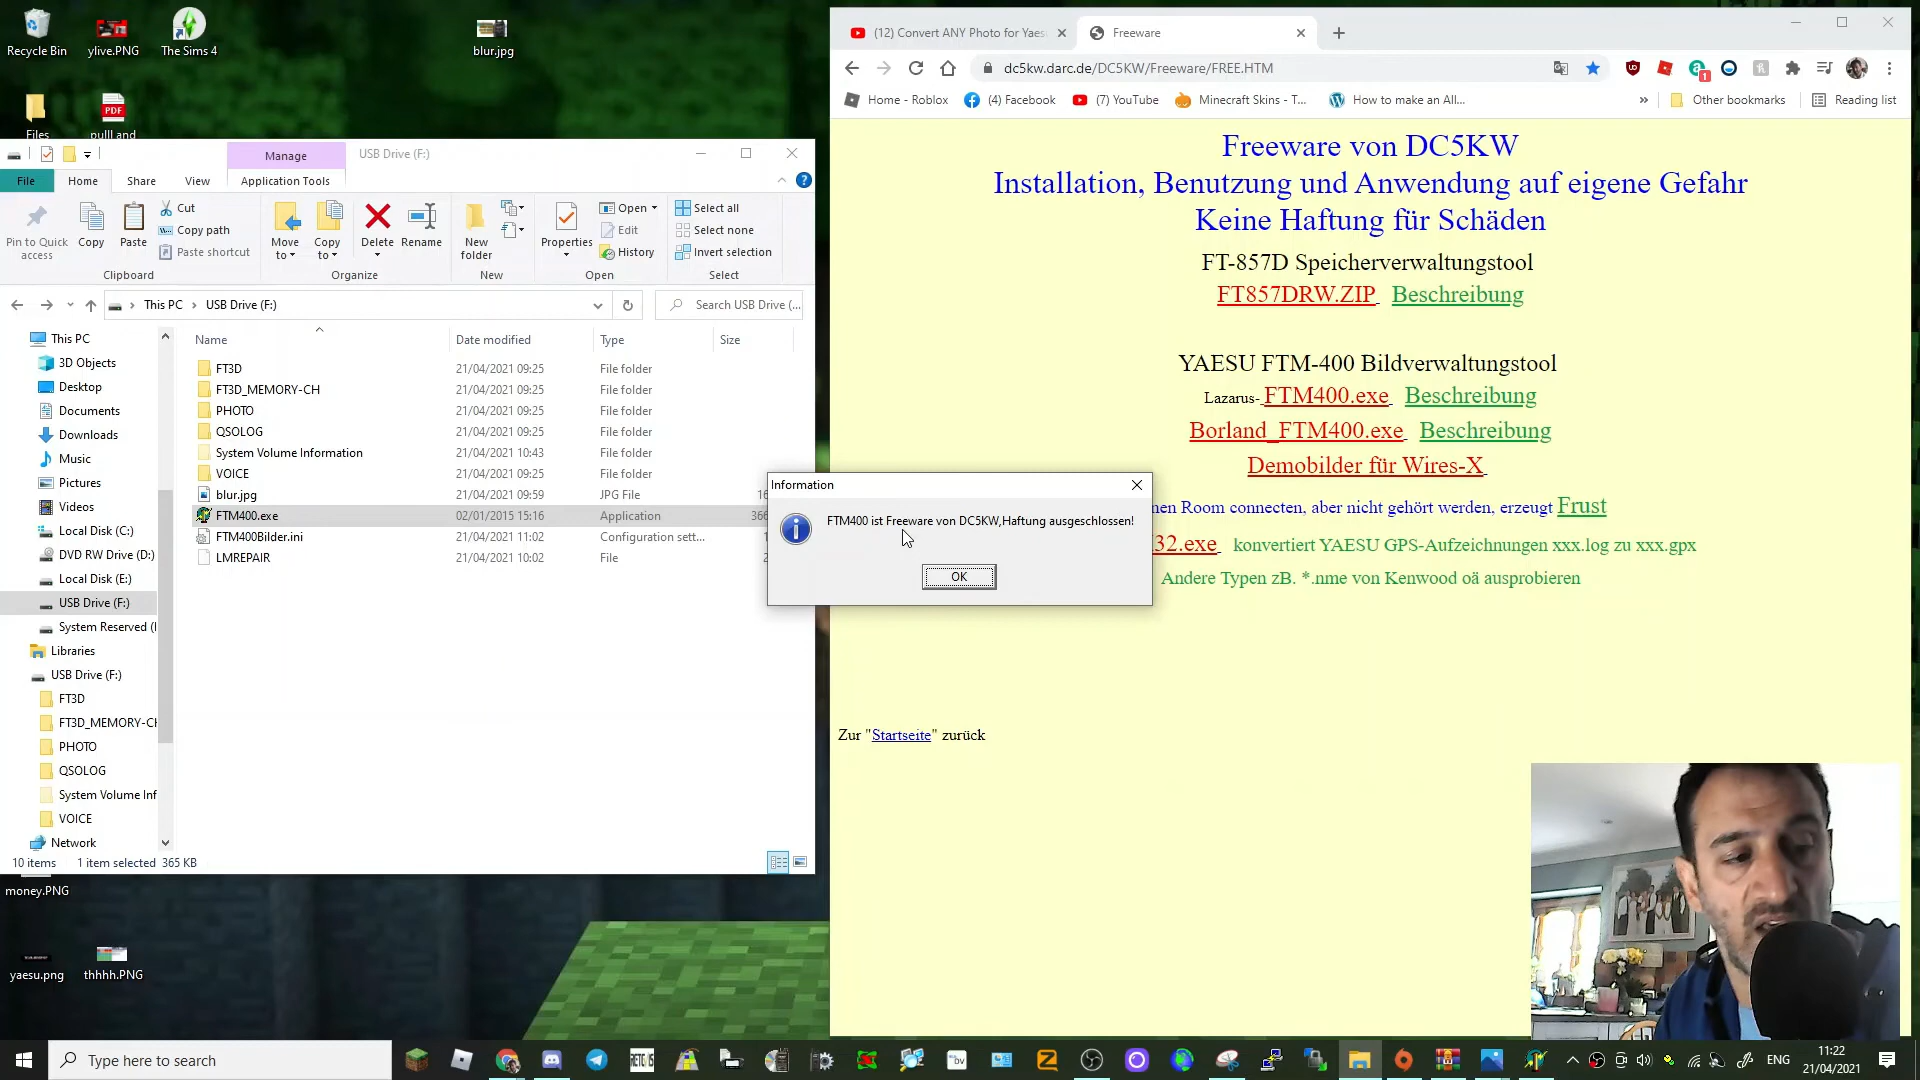 Recycle Bin
ylive.PNG
The Sims 4
blur.jpg
Files
pulll and
Manage
USB Drive (F:)
File
Home
Share
View
Application Tools
Pin to Quick access
Copy
Paste
Cut
Copy path
Paste shortcut
Move to
Copy to
Delete
Rename
New folder
Properties
Open
Edit
History
Select all
Select none
Invert selection
Clipboard
Organize
New
Open
Select
This PC
USB Drive (F:)
Search USB Drive (...
Name
Date modified
Type
Size
FT3D 21/04/2021 09:25 File folder
FT3D_MEMORY-CH 21/04/2021 09:25 File folder
PHOTO 21/04/2021 09:25 File folder
QSOLOG 21/04/2021 09:25 File folder
System Volume Information 21/04/2021 10:43 File folder
VOICE 21/04/2021 09:25 File folder
blur.jpg 21/04/2021 09:59 JPG File
FTM400.exe 02/01/2015 15:16 Application 366
FTM400Bilder.ini 21/04/2021 11:02 Configuration sett...
LMREPAIR 21/04/2021 10:02 File
This PC
3D Objects
Desktop
Documents
Downloads
Music
Pictures
Videos
Local Disk (C:)
DVD RW Drive (D:)
Local Disk (E:)
USB Drive (F:)
System Reserved (
Libraries
USB Drive (F:)
FT3D
FT3D_MEMORY-CH
PHOTO
QSOLOG
System Volume Inf
VOICE
Network
10 items
1 item selected 365 KB
money.PNG
yaesu.png
thhhh.PNG
(12) Convert ANY Photo for Yaes
Freeware
dc5kw.darc.de/DC5KW/Freeware/FREE.HTM
Home - Roblox
(4) Facebook
(7) YouTube
Minecraft Skins - T...
How to make an All...
»
Other bookmarks
Reading list
Freeware von DC5KW
Installation, Benutzung und Anwendung auf eigene Gefahr
Keine Haftung für Schäden
FT-857D Speicherverwaltungstool
FT857DRW.ZIP Beschreibung
YAESU FTM-400 Bildverwaltungstool
Lazarus- FTM400.exe Beschreibung
Borland_FTM400.exe Beschreibung
Demobilder für Wires-X
nen Room connecten, aber nicht gehört werden, erzeugt Frust
32.exe konvertiert YAESU GPS-Aufzeichnungen xxx.log zu xxx.gpx
Andere Typen zB. *.nme von Kenwood oä ausprobieren
Zur "Startseite" zurück
Information
FTM400 ist Freeware von DC5KW,Haftung ausgeschlossen!
OK
Type here to search
ENG
11:22
21/04/2021